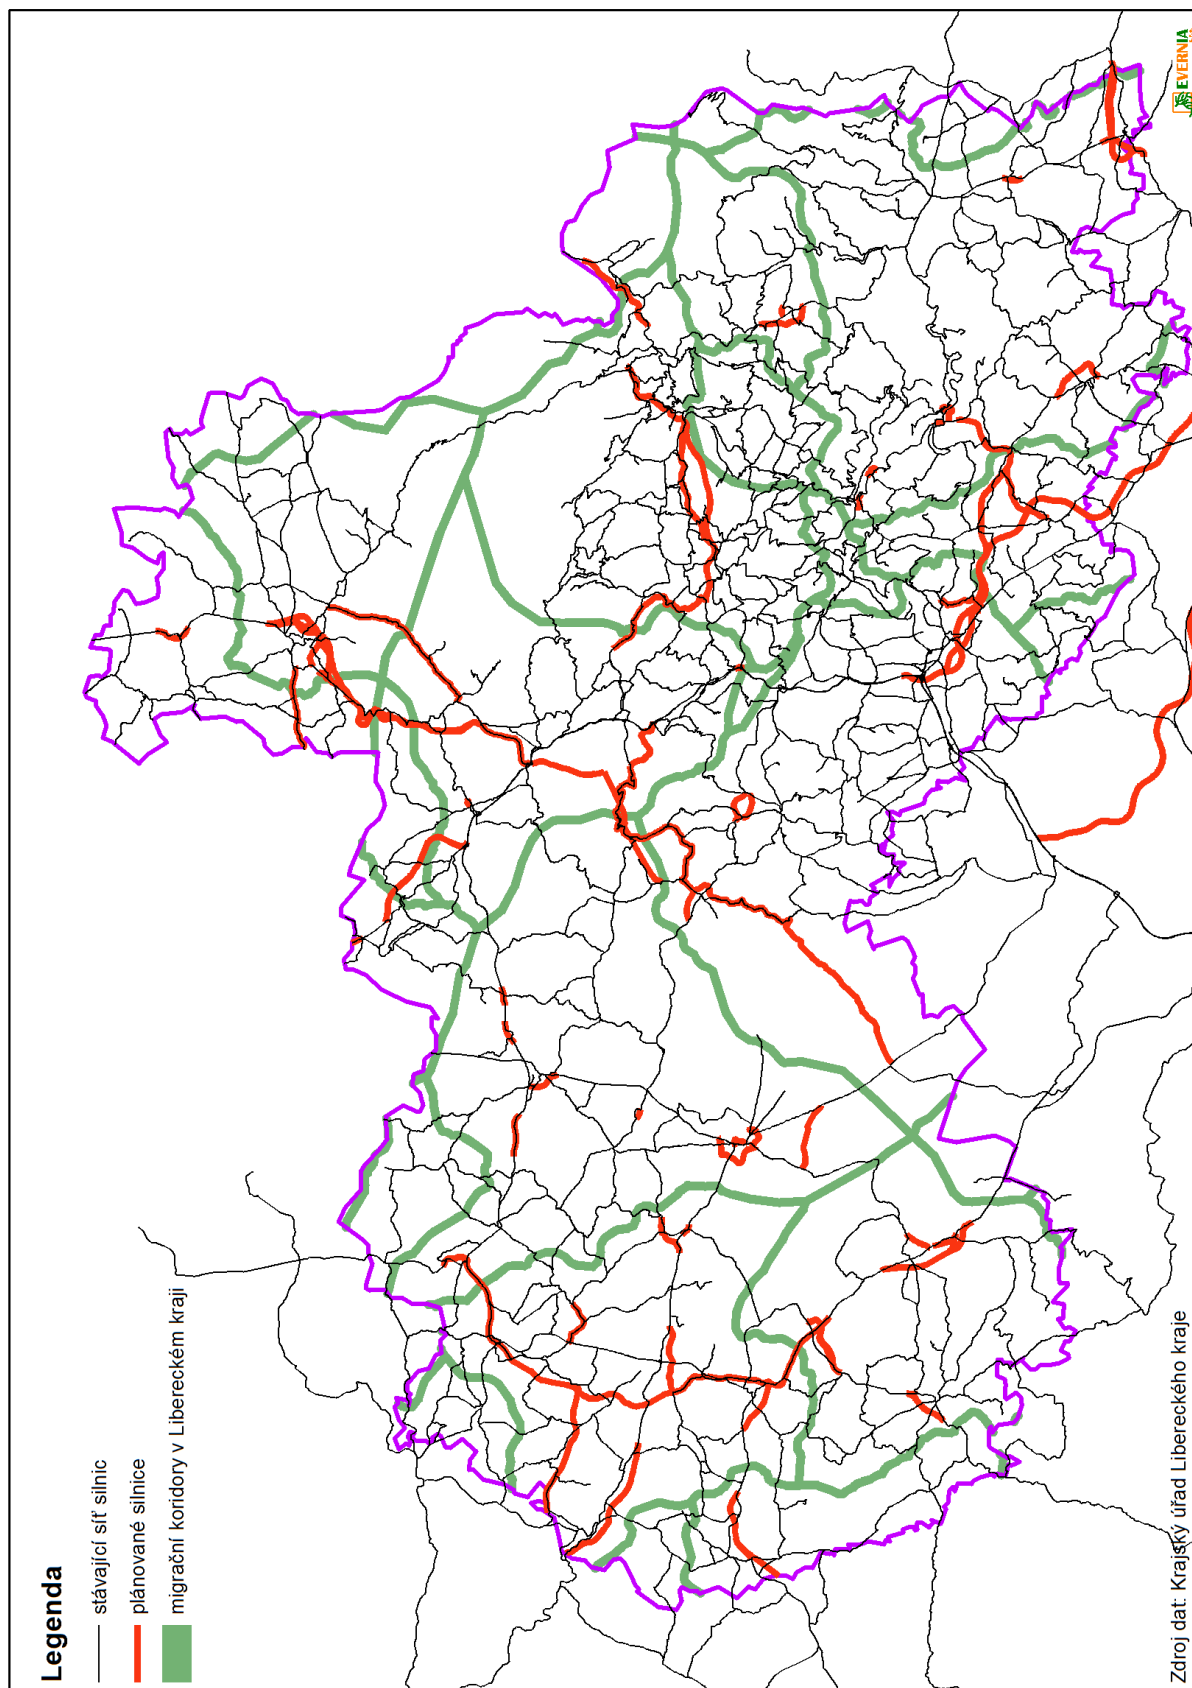 Legenda
stávající síť silnic
plánované silnice
migrační koridory v Libereckém kraji
Zdroj dat: Krajský úřad Libereckého kraje
EVERNIA